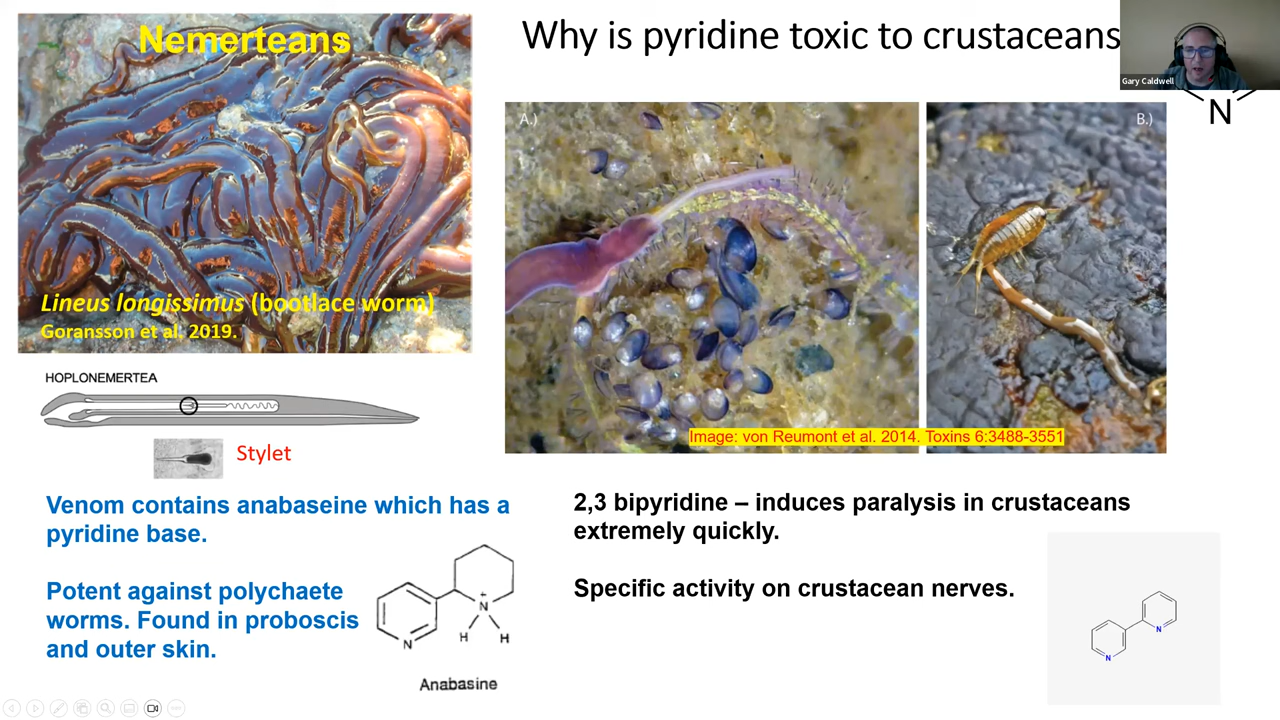 Nemerteans
Why is pyridine toxic to crustaceans
Gary Caldwell
N
A.)
B.)
Lineus longissimus (bootlace worm)
Goransson et al. 2019.
HOPLONEMERTEA
Image: von Reumont et al. 2014. Toxins 6:3488-3551
Stylet
Venom contains anabaseine which has a
pyridine base.
Potent against polychaete
worms. Found in proboscis
and outer skin.
N
+
N
H
H
Anabasine
2,3 bipyridine – induces paralysis in crustaceans
extremely quickly.
Specific activity on crustacean nerves.
N
N